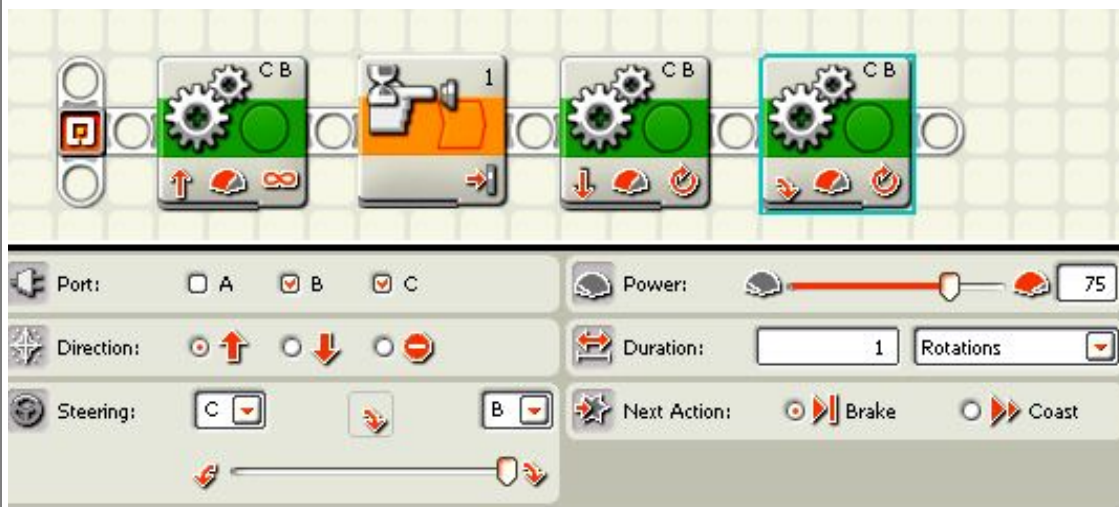 C B
1
C B
C B
Port: A B C
Power: 75
Direction:
Duration: 1 Rotations
Steering: C B
Next Action: Brake Coast